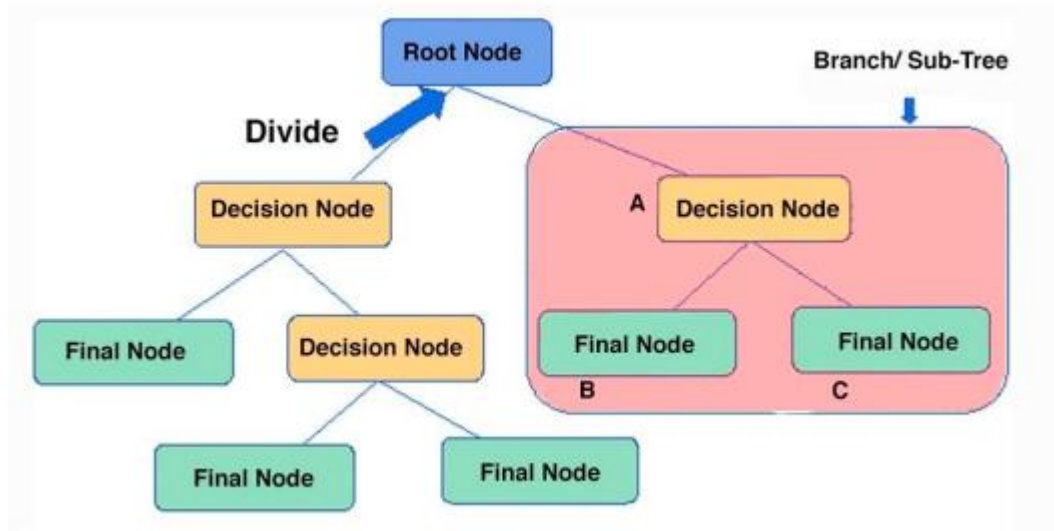 Root Node
Branch/ Sub-Tree
Divide
Decision Node
A
Decision Node
Final Node
Decision Node
Final Node
Final Node
B
C
Final Node
Final Node